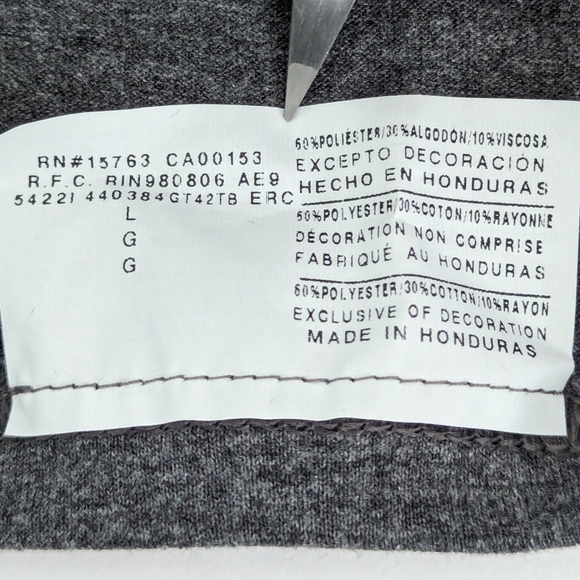 RN#15763 CA00153
R.F.C. RIN980806 AE9
54221 440384GT42TB ERC
L
G
G
60%POLIÉSTER/30%ALGODÓN/10%VISCOSA
EXCEPTO DECORACIÓN
HECHO EN HONDURAS
60%POLYESTER/30%COTON/10%RAYONNE
DÉCORATION NON COMPRISE
FABRIQUÉ AU HONDURAS
60%POLYESTER/30%COTTON/10%RAYON
EXCLUSIVE OF DECORATION
MADE IN HONDURAS